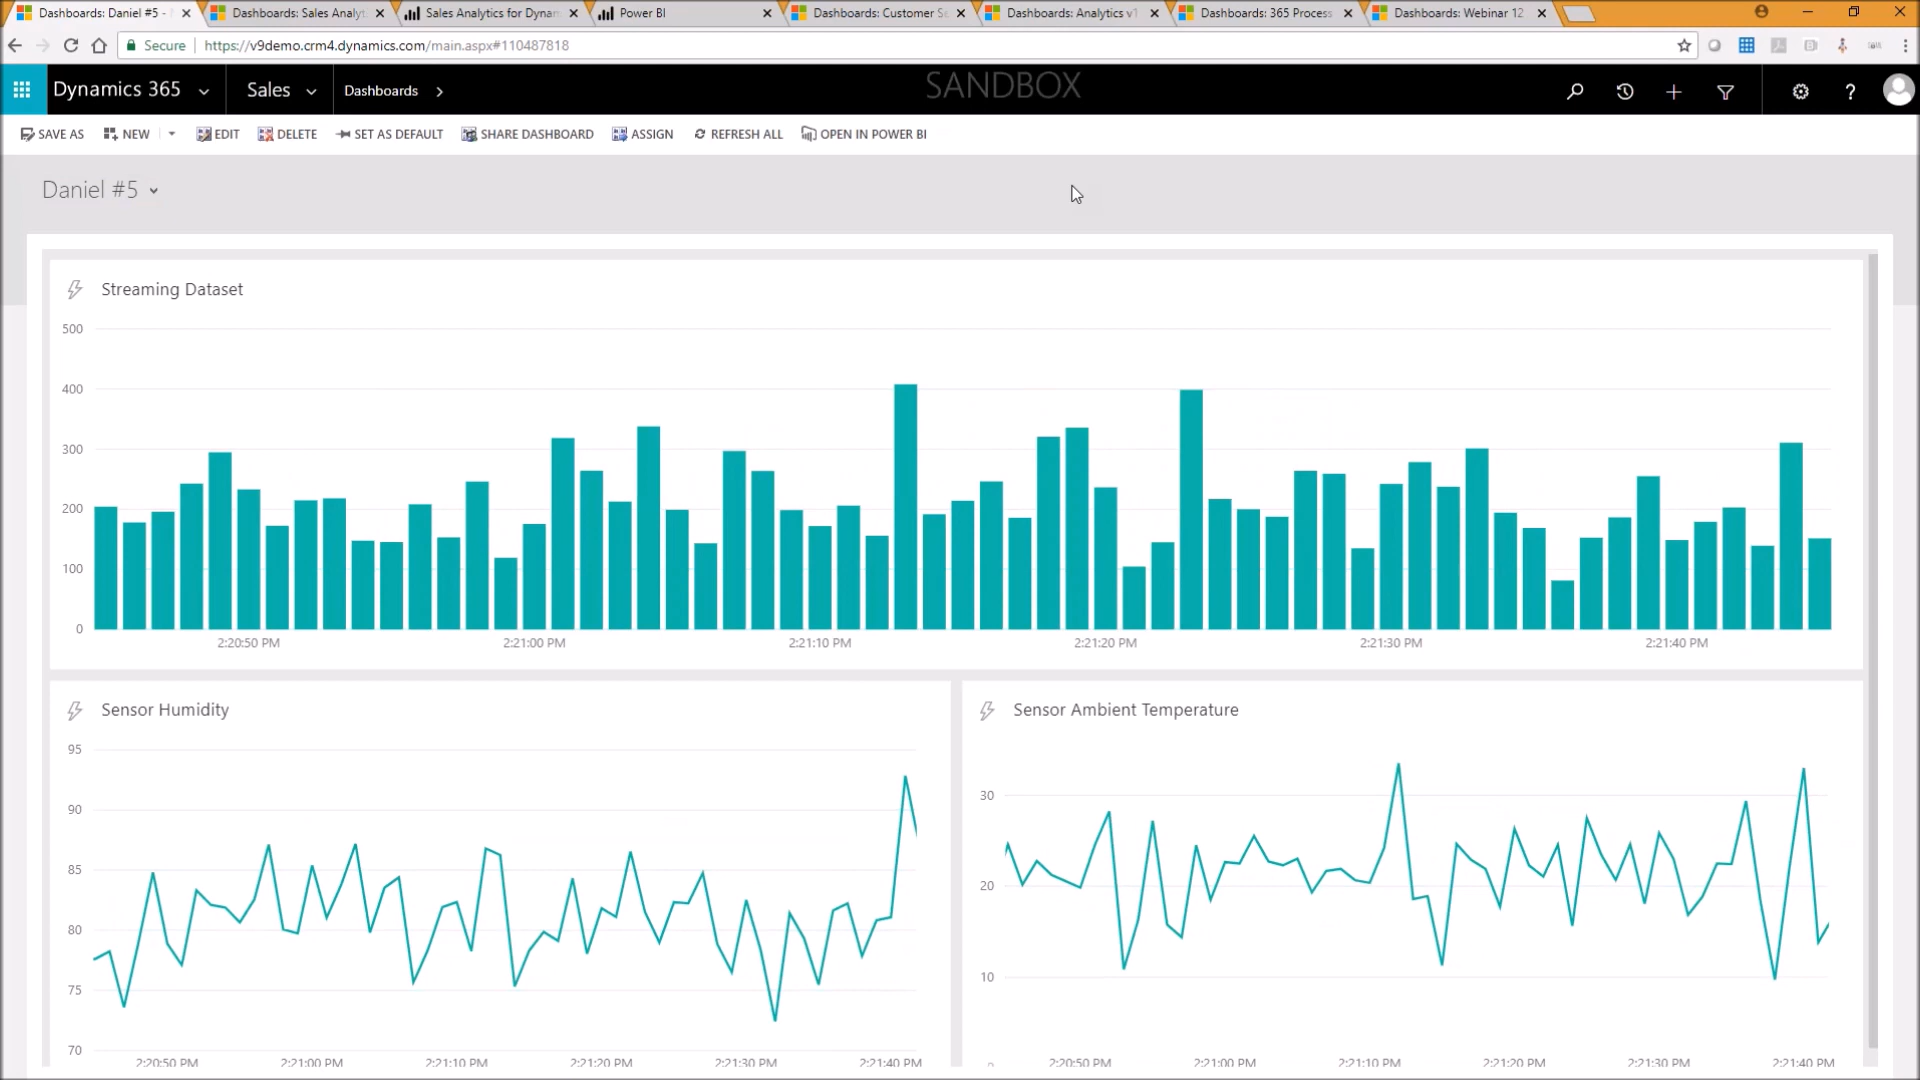 Dashboards: Daniel #5 -
Dashboards: Sales Analyt
Sales Analytics for Dynam
Power BI
Dashboards: Customer Se
Dashboards: Analytics v1
Dashboards: 365 Process
Dashboards: Webinar 12
Secure https://v9demo.crm4.dynamics.com/main.aspx#110487818
Dynamics 365 Sales Dashboards SANDBOX ?
SAVE AS NEW EDIT DELETE SET AS DEFAULT SHARE DASHBOARD ASSIGN REFRESH ALL OPEN IN POWER BI
Daniel #5
Streaming Dataset
500
400
300
200
100
0
2:20:50 PM 2:21:00 PM 2:21:10 PM 2:21:20 PM 2:21:30 PM 2:21:40 PM
Sensor Humidity
95
90
85
80
75
70
2:20:50 PM 2:21:00 PM 2:21:10 PM 2:21:20 PM 2:21:30 PM 2:21:40 PM
Sensor Ambient Temperature
30
20
10
2:20:50 PM 2:21:00 PM 2:21:10 PM 2:21:20 PM 2:21:30 PM 2:21:40 PM